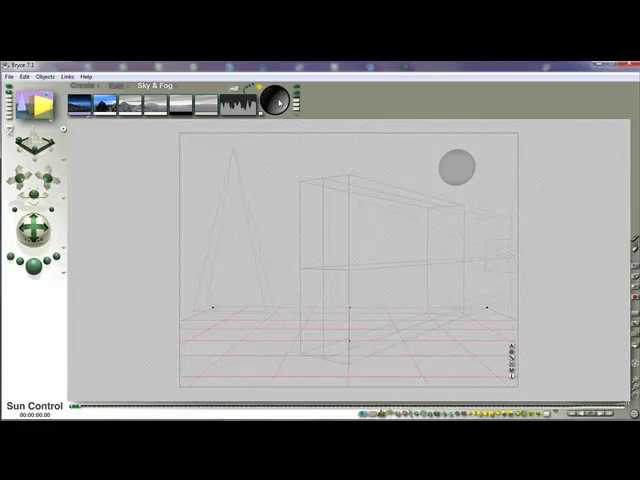 Bryce 7.1
File Edit Objects Links Help
Create Edit Sky & Fog
Sun Control
00:00:00.00